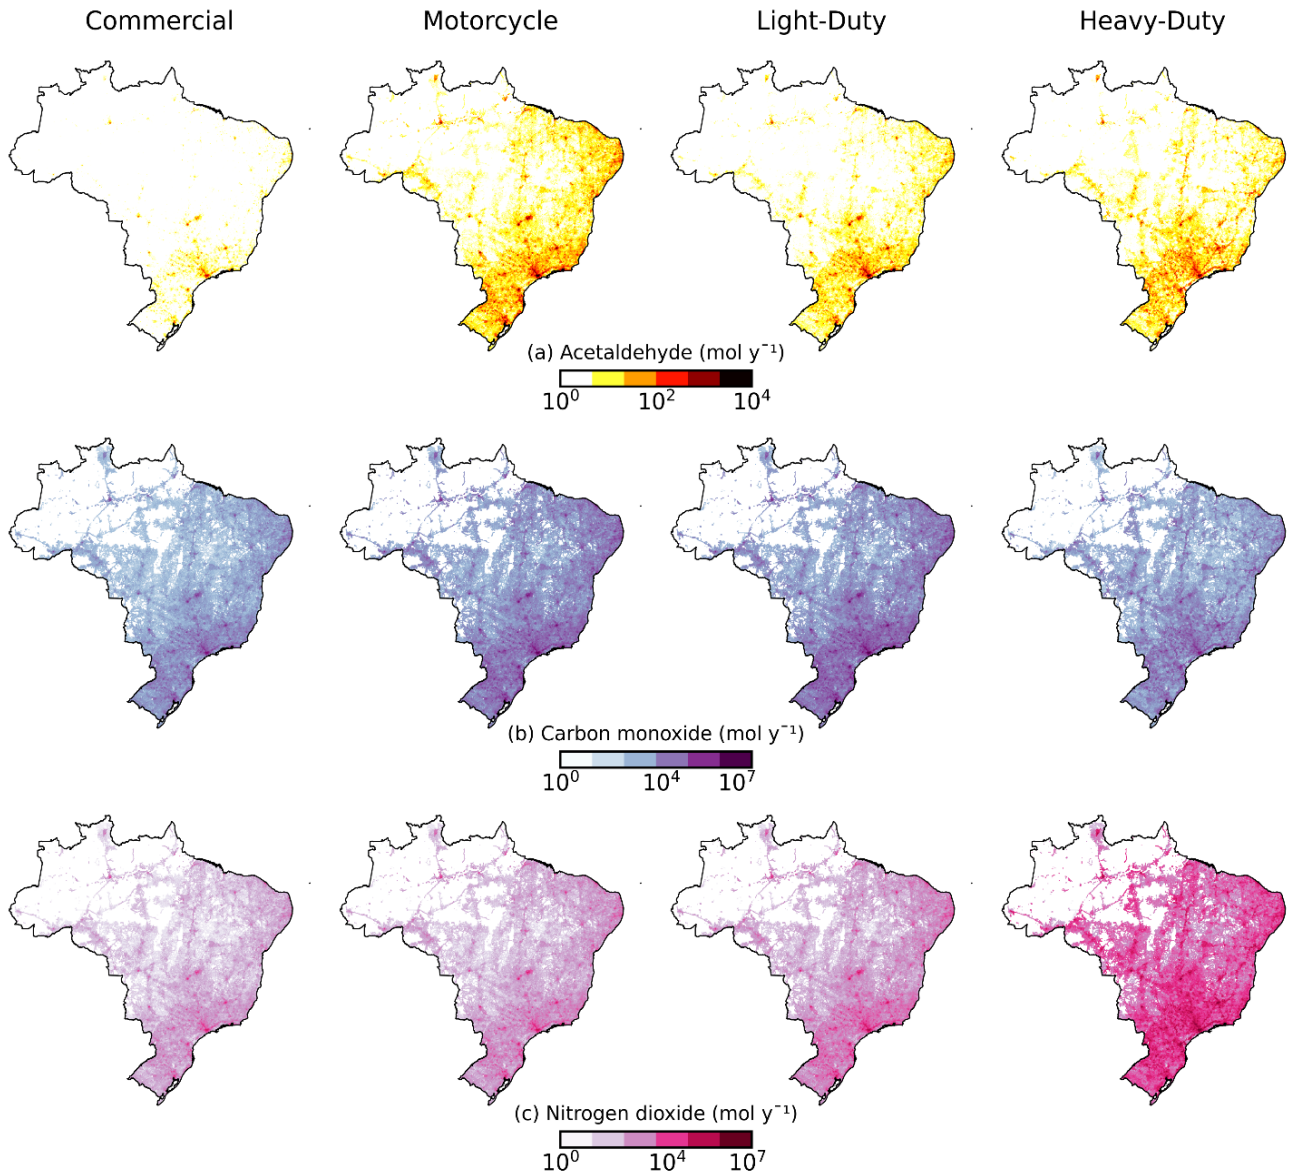 Commercial Motorcycle Light-Duty Heavy-Duty
(a) Acetaldehyde (mol y⁻¹)
10⁰ 10² 10⁴
(b) Carbon monoxide (mol y⁻¹)
10⁰ 10⁴ 10⁷
(c) Nitrogen dioxide (mol y⁻¹)
10⁰ 10⁴ 10⁷